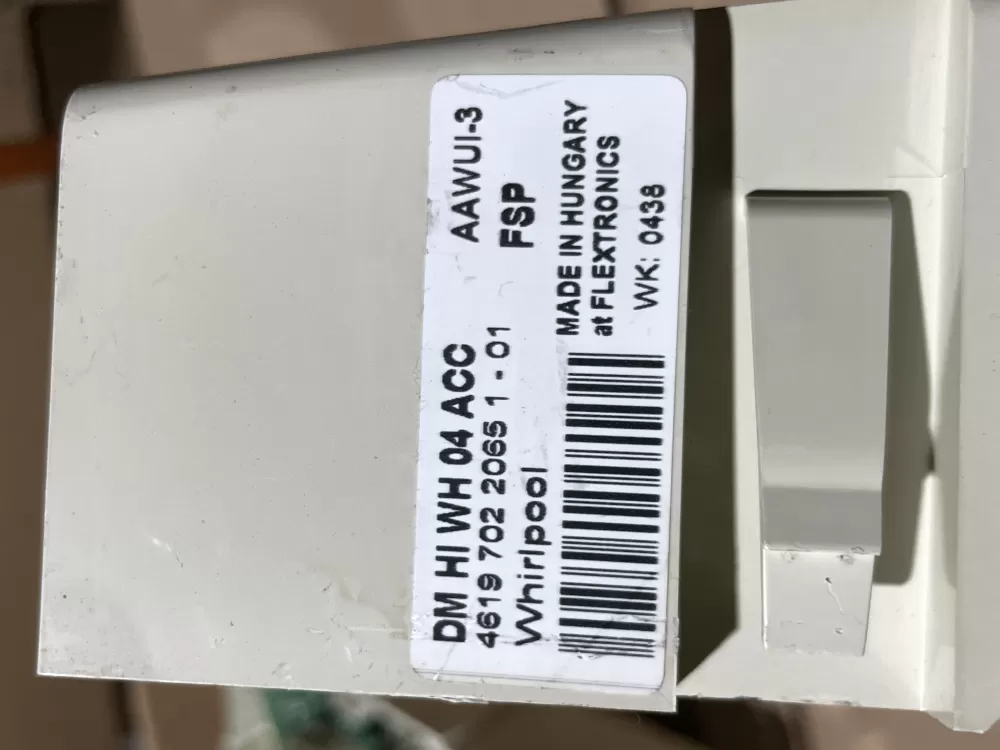 DM HI WH 04 ACC AAWUI-3
4619 702 2065 1 - 01 FSP
Whirlpool
MADE IN HUNGARY
at FLEXTRONICS
WK: 0438